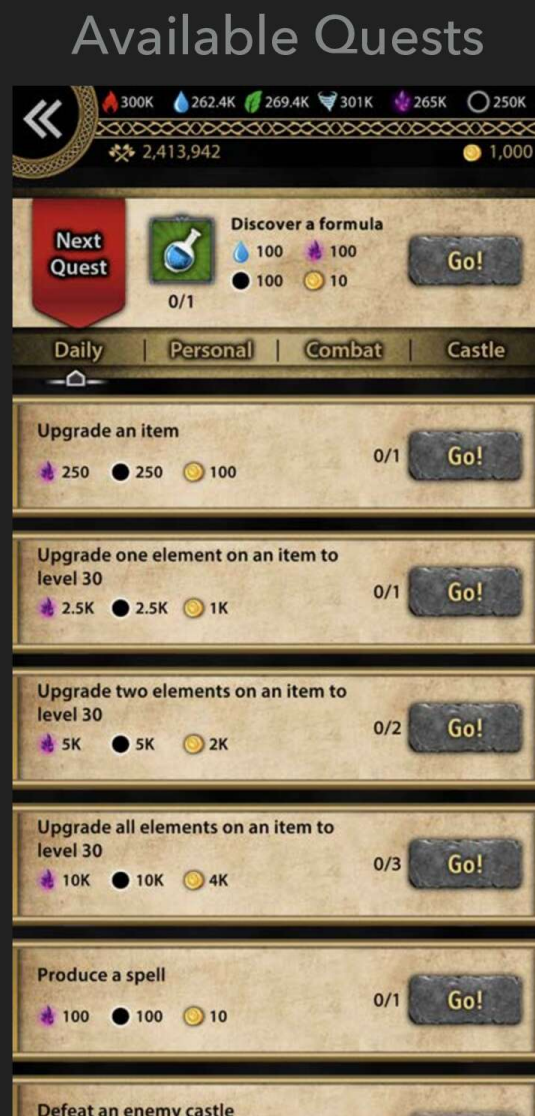 Available Quests
300K 262.4K 269.4K 301K 265K 250K
2,413,942 1,000
Next
Quest
Discover a formula
100 100
100 10
0/1
Go!
Daily | Personal | Combat | Castle
Upgrade an item
250 250 100
0/1
Go!
Upgrade one element on an item to
level 30
2.5K 2.5K 1K
0/1
Go!
Upgrade two elements on an item to
level 30
5K 5K 2K
0/2
Go!
Upgrade all elements on an item to
level 30
10K 10K 4K
0/3
Go!
Produce a spell
100 100 10
0/1
Go!
Defeat an enemy castle